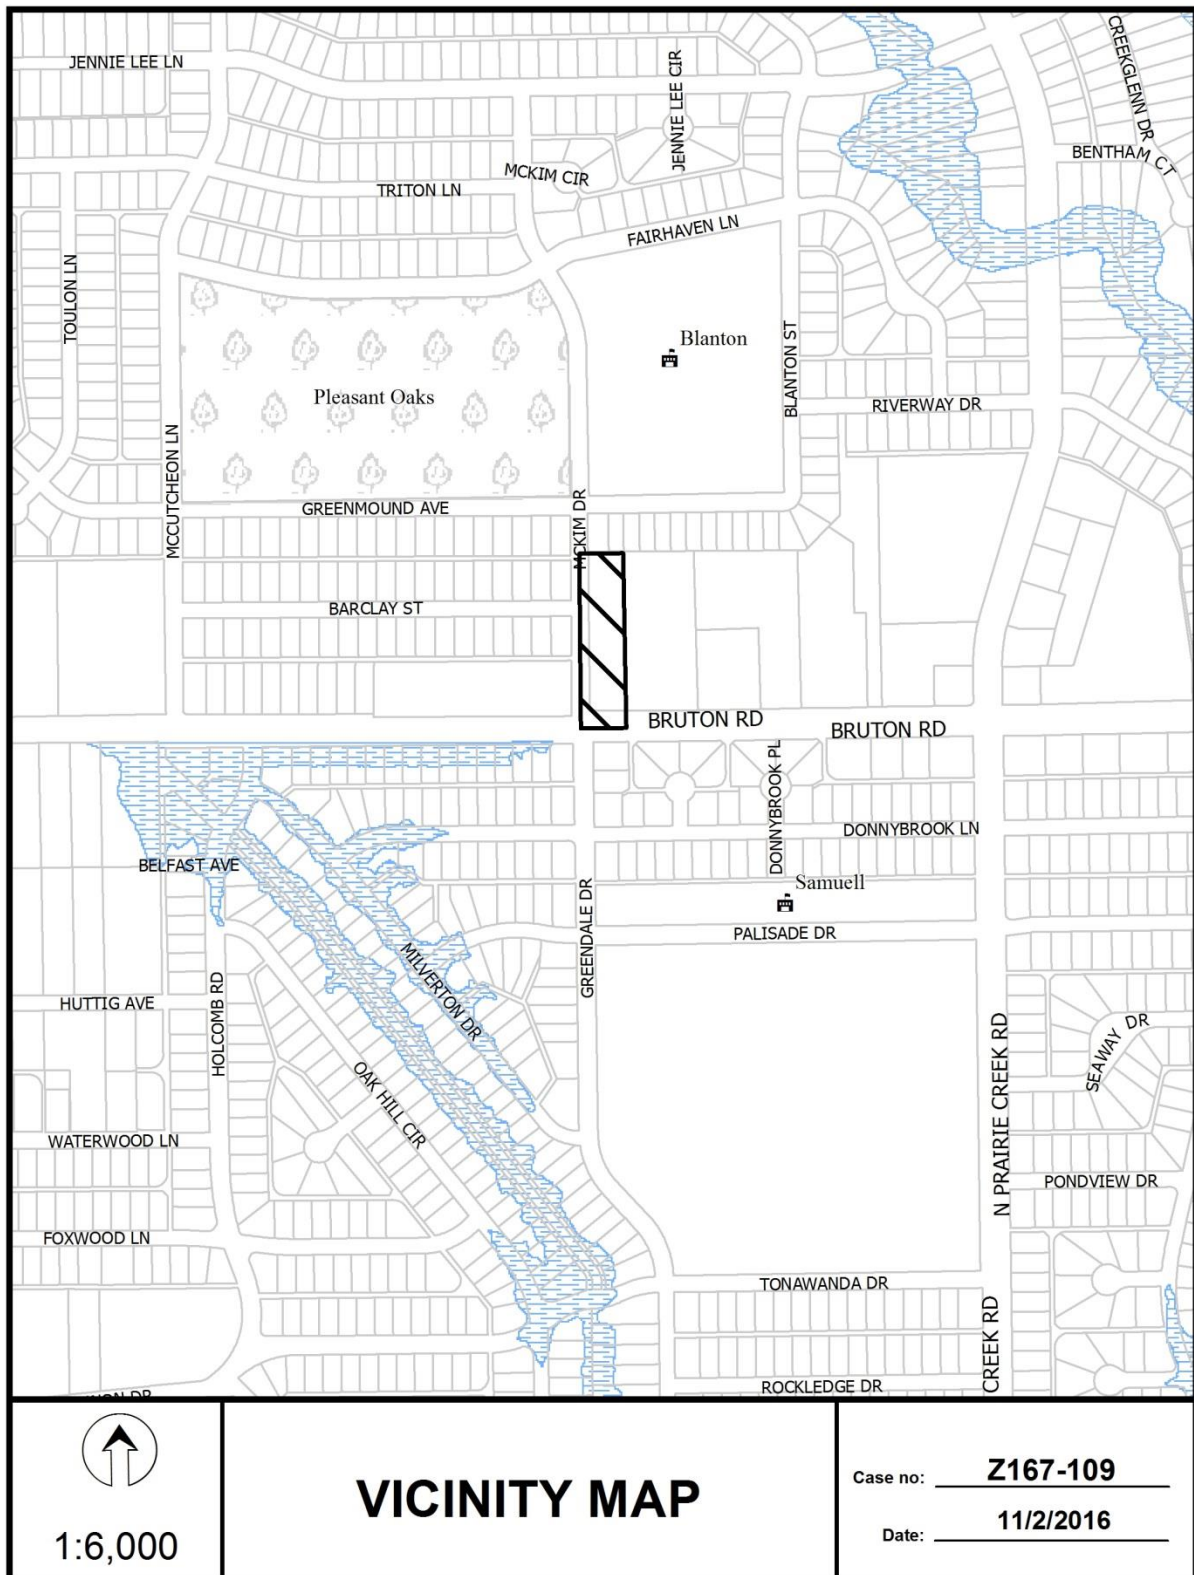 JENNIE LEE LN
JENNIE LEE CIR
CREEKGLENN DR
BENTHAM CT
MCKIM CIR
TRITON LN
FAIRHAVEN LN
TOULON LN
Blanton
BLANTON ST
Pleasant Oaks
RIVERWAY DR
MCCUTCHEON LN
GREENMOUND AVE
MCKIM DR
BARCLAY ST
BRUTON RD
BRUTON RD
DONNYBROOK PL
DONNYBROOK LN
BELFAST AVE
Samuell
GREENDALE DR
PALISADE DR
MILVERTON DR
HUTTIG AVE
HOLCOMB RD
OAK HILL CIR
N PRAIRIE CREEK RD
SEAWAY DR
WATERWOOD LN
PONDVIEW DR
FOXWOOD LN
TONAWANDA DR
CREEK RD
ROCKLEDGE DR
DR
1:6,000
VICINITY MAP
Case no: Z167-109
Date: 11/2/2016